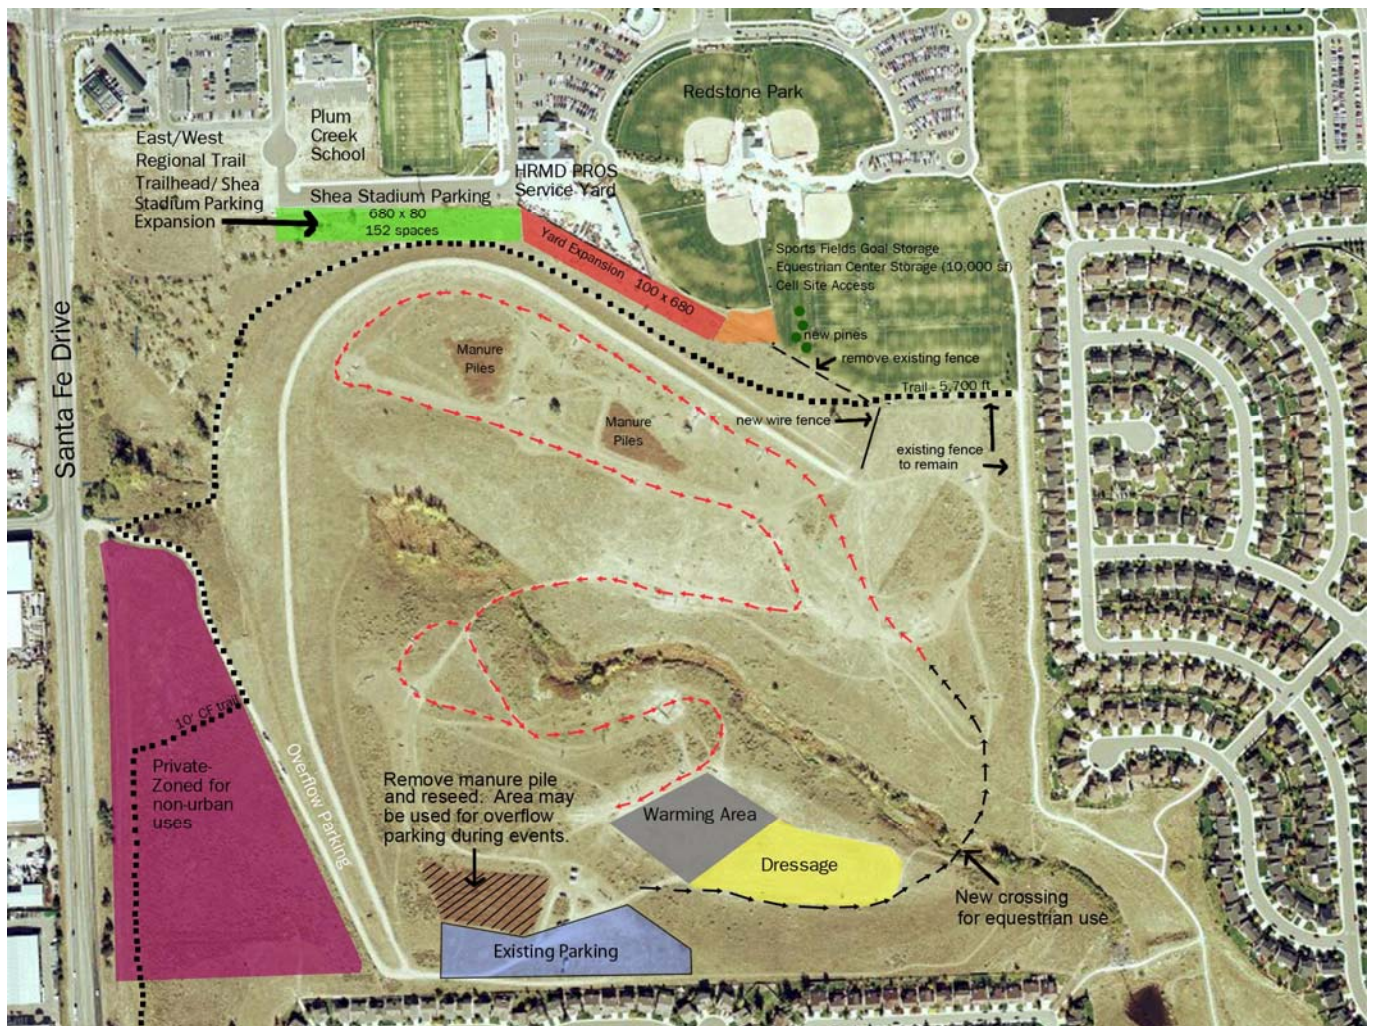 Redstone Park
Plum
Creek
School
East/West
Regional Trail
Trailhead/ Shea
Stadium Parking
Expansion
HRMD PROS
Service Yard
Shea Stadium Parking
680 x 80
152 spaces
Yard Expansion 100 x 680
- Sports Fields Goal Storage
- Equestrian Center Storage (10,000 sf)
- Cell Site Access
new pines
remove existing fence
Trail - 5,700 ft
new wire fence
existing fence
to remain
Manure
Piles
Manure
Piles
Santa Fe Drive
10' CF trail
Private-
Zoned for
non-urban
uses
Overflow Parking
Remove manure pile
and reseed. Area may
be used for overflow
parking during events.
Warming Area
Dressage
New crossing
for equestrian use
Existing Parking